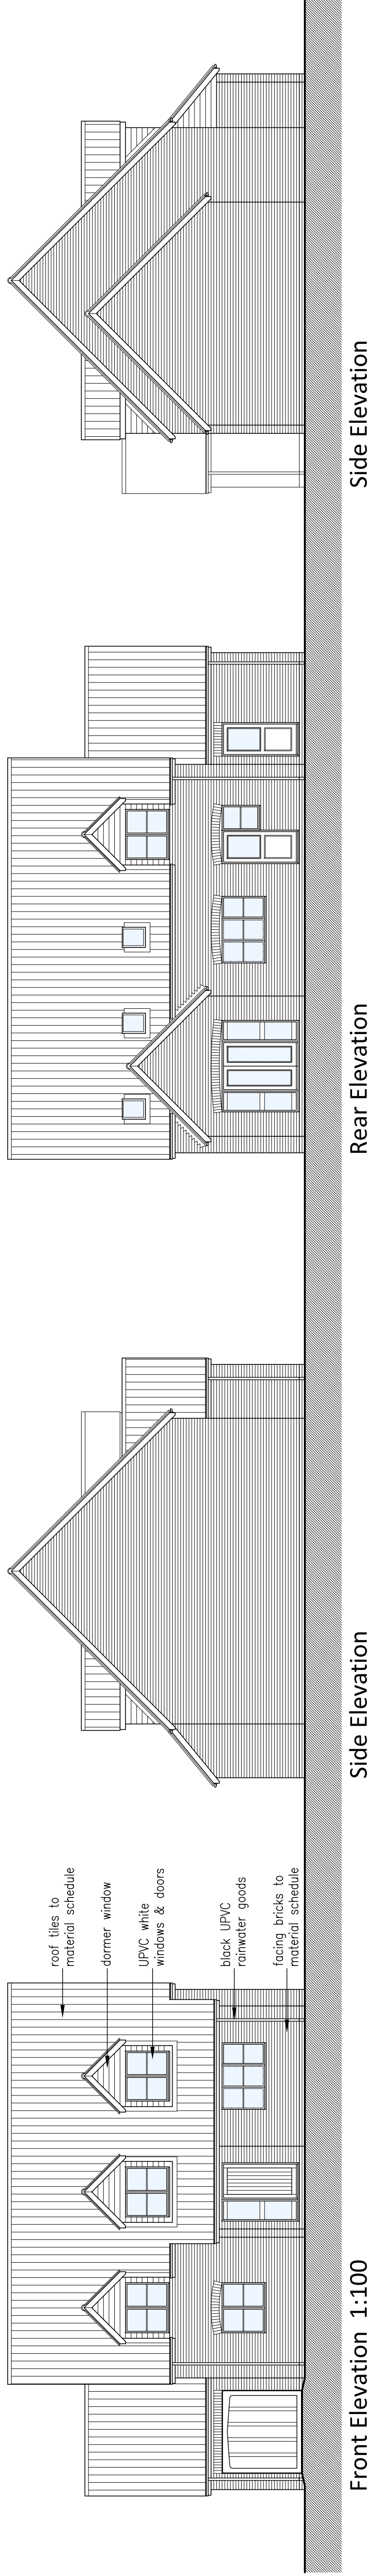 roof tiles to
material schedule
dormer window
UPVC white
windows & doors
black UPVC
rainwater goods
facing bricks to
material schedule
Front Elevation 1:100
Side Elevation
Rear Elevation
Side Elevation